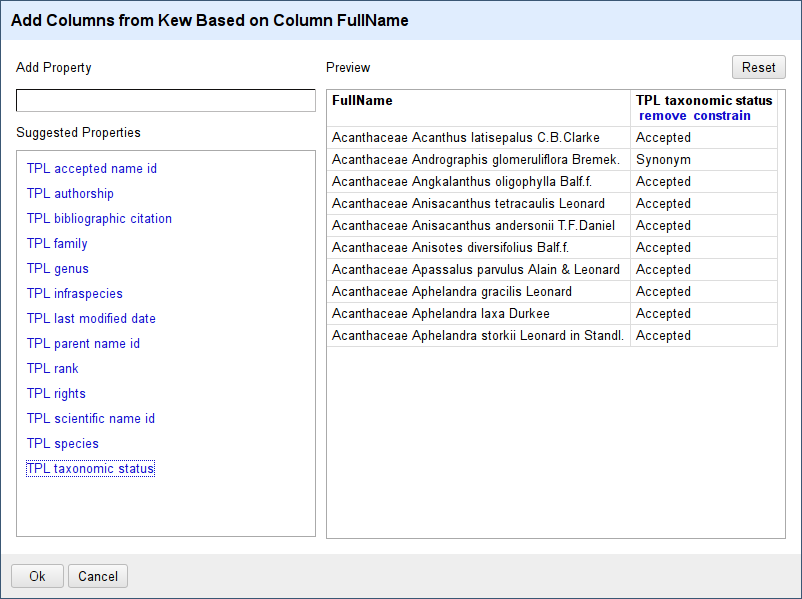 Add Columns from Kew Based on Column FullName
Add Property
Suggested Properties
TPL accepted name id
TPL authorship
TPL bibliographic citation
TPL family
TPL genus
TPL infraspecies
TPL last modified date
TPL parent name id
TPL rank
TPL rights
TPL scientific name id
TPL species
TPL taxonomic status
Preview
Reset
FullName TPL taxonomic status
remove constrain
Acanthaceae Acanthus latisepalus C.B.Clarke Accepted
Acanthaceae Andrographis glomeruliflora Bremek. Synonym
Acanthaceae Angkalanthus oligophylla Balf.f. Accepted
Acanthaceae Anisacanthus tetracaulis Leonard Accepted
Acanthaceae Anisacanthus andersonii T.F.Daniel Accepted
Acanthaceae Anisotes diversifolius Balf.f. Accepted
Acanthaceae Apassalus parvulus Alain & Leonard Accepted
Acanthaceae Aphelandra gracilis Leonard Accepted
Acanthaceae Aphelandra laxa Durkee Accepted
Acanthaceae Aphelandra storkii Leonard in Standl. Accepted
Ok Cancel